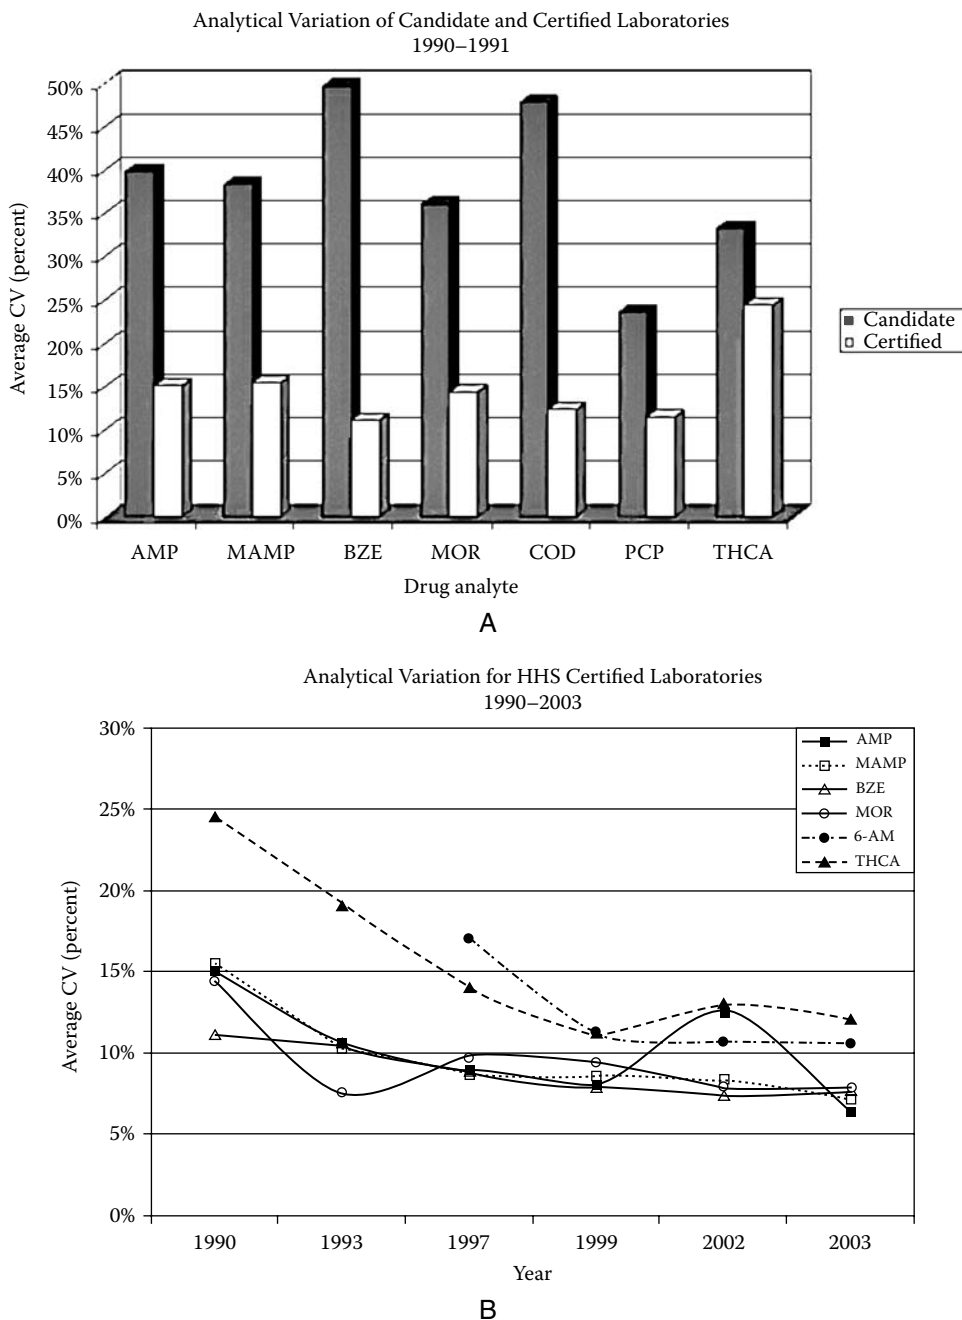 Analytical Variation of Candidate and Certified Laboratories
1990–1991
50%
45%
40%
35%
30%
25%
20%
15%
10%
5%
0%
Average CV (percent)
AMP MAMP BZE MOR COD PCP THCA
Drug analyte
Candidate
Certified
A
Analytical Variation for HHS Certified Laboratories
1990–2003
30%
25%
20%
15%
10%
5%
0%
Average CV (percent)
AMP
MAMP
BZE
MOR
6-AM
THCA
1990 1993 1997 1999 2002 2003
Year
B